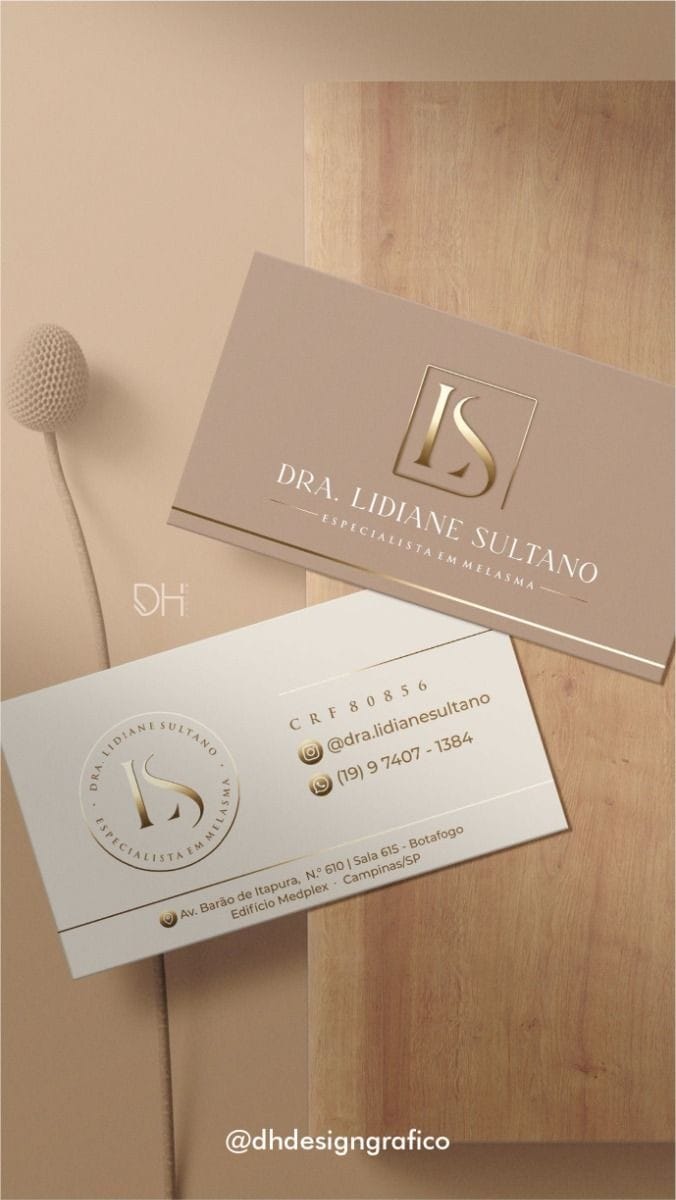 LS
DRA. LIDIANE SULTANO
ESPECIALISTA EM MELASMA
DH
· DRA. LIDIANE SULTANO ·
ESPECIALISTA EM MELASMA
LS
CRF 80856
@dra.lidianesultano
(19) 9 7407 - 1384
Av. Barão de Itapura, N.º 610 | Sala 615 - Botafogo
Edifício Medplex · Campinas/SP
@dhdesigngrafico